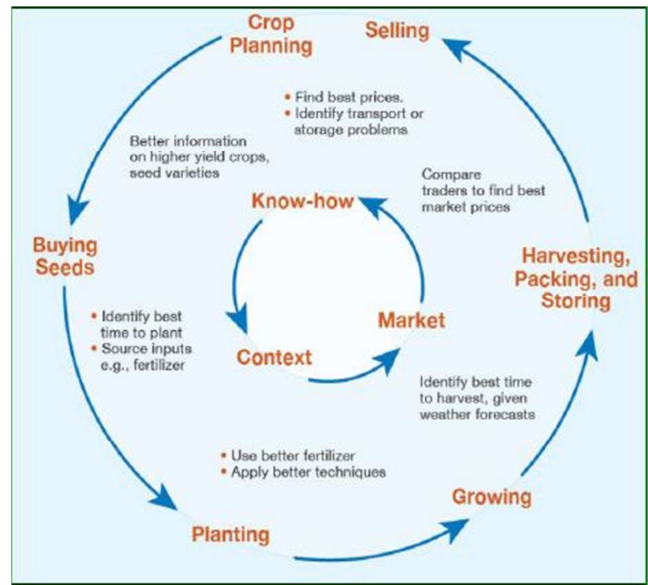 Crop
Planning
Selling
• Find best prices.
• Identify transport or
storage problems
Better information
on higher yield crops,
seed varieties
Compare
traders to find best
market prices
Know-how
Buying
Seeds
Harvesting,
Packing, and
Storing
• Identify best
time to plant
• Source inputs
e.g., fertilizer
Market
Context
Identify best time
to harvest, given
weather forecasts
• Use better fertilizer
• Apply better techniques
Growing
Planting